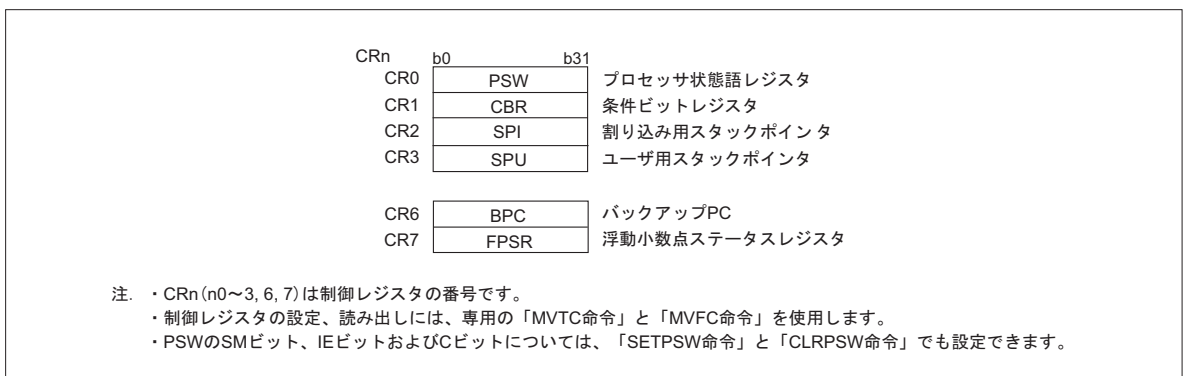 CRn b0 b31
CR0 PSW プロセッサ状態語レジスタ
CR1 CBR 条件ビットレジスタ
CR2 SPI 割り込み用スタックポインタ
CR3 SPU ユーザ用スタックポインタ
CR6 BPC バックアップPC
CR7 FPSR 浮動小数点ステータスレジスタ
注. ・CRn(n0～3, 6, 7)は制御レジスタの番号です。
・制御レジスタの設定、読み出しには、専用の「MVTC命令」と「MVFC命令」を使用します。
・PSWのSMビット、IEビットおよびCビットについては、「SETPSW命令」と「CLRPSW命令」でも設定できます。